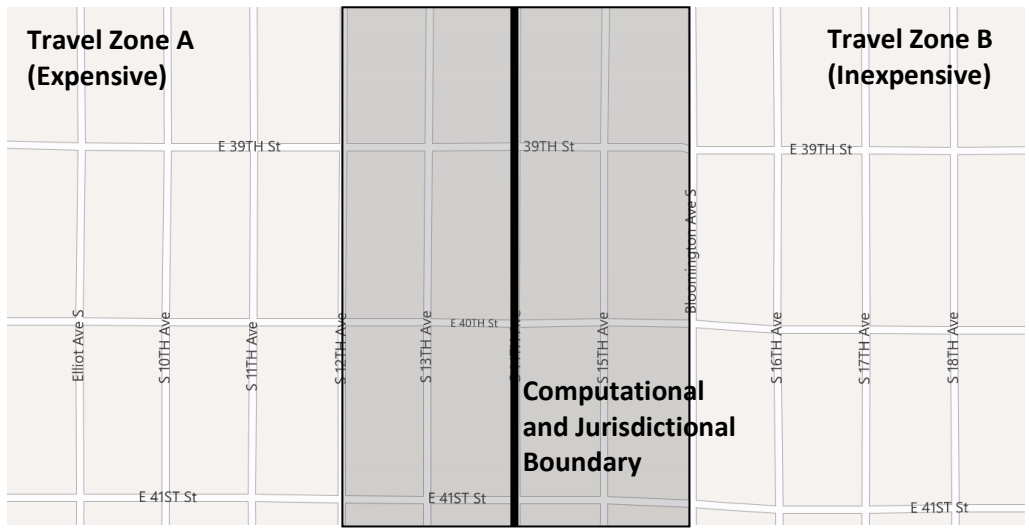 Travel Zone A
(Expensive)
Travel Zone B
(Inexpensive)
E 39TH St
39TH St
E 39TH St
Bloomington Ave S
E 40TH St
Elliot Ave S
S 10TH Ave
S 11TH Ave
S 12TH Ave
S 13TH Ave
S 15TH Ave
S 16TH Ave
S 17TH Ave
S 18TH Ave
Computational
and Jurisdictional
Boundary
E 41ST St
E 41ST St
E 41ST St